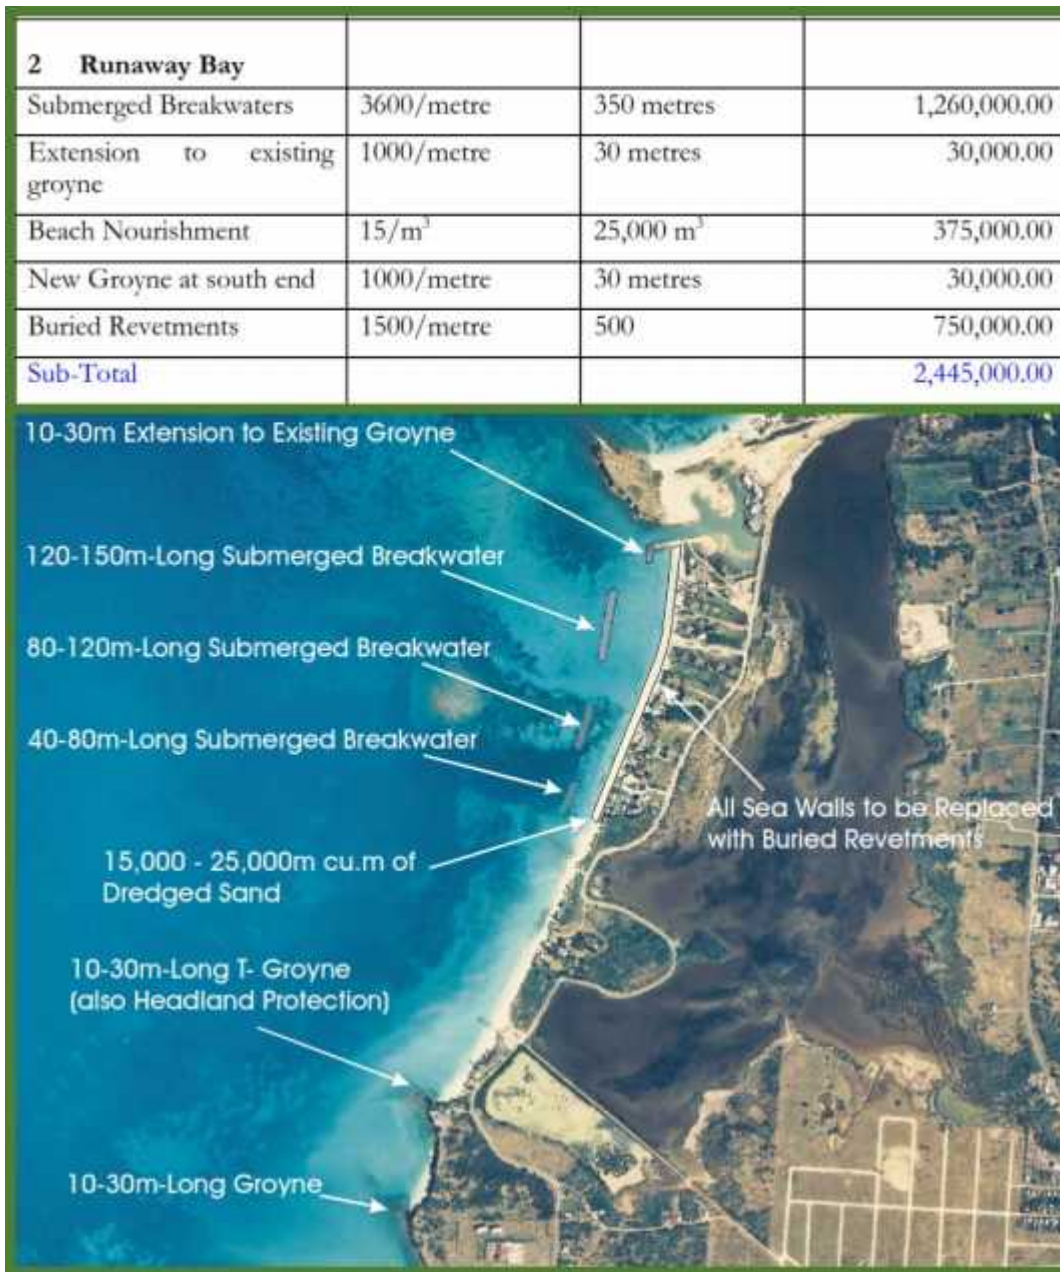 2 Runaway Bay
Submerged Breakwaters 3600/metre 350 metres 1,260,000.00
Extension to existing 1000/metre 30 metres 30,000.00
groyne
Beach Nourishment 15/m³ 25,000 m³ 375,000.00
New Groyne at south end 1000/metre 30 metres 30,000.00
Buried Revetments 1500/metre 500 750,000.00
Sub-Total 2,445,000.00
10-30m Extension to Existing Groyne
120-150m-Long Submerged Breakwater
80-120m-Long Submerged Breakwater
40-80m-Long Submerged Breakwater
All Sea Walls to be Replaced
with Buried Revetments
15,000 - 25,000m cu.m of
Dredged Sand
10-30m-Long T- Groyne
(also Headland Protection)
10-30m-Long Groyne